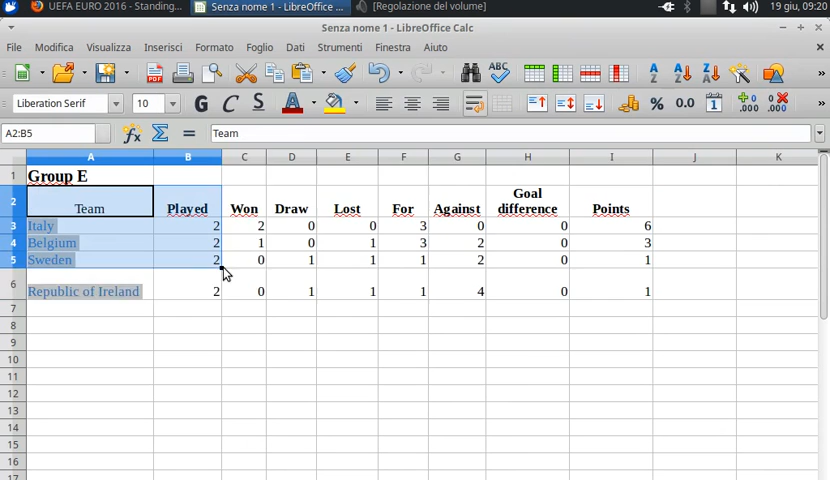 UEFA EURO 2016 - Standing... Senza nome 1 - LibreOffice ... [Regolazione del volume] 19 giu, 09:20
Senza nome 1 - LibreOffice Calc
File Modifica Visualizza Inserisci Formato Foglio Dati Strumenti Finestra Aiuto
Liberation Serif 10
A2:B5 Team
A B C D E F G H I J K
1 Group E
2 Team Played Won Draw Lost For Against Goal difference Points
3 Italy 2 2 0 0 3 0 0 6
4 Belgium 2 1 0 1 3 2 0 3
5 Sweden 2 0 1 1 1 2 0 1
6 Republic of Ireland 2 0 1 1 1 4 0 1
7
8
9
10
11
12
13
14
15
16
17